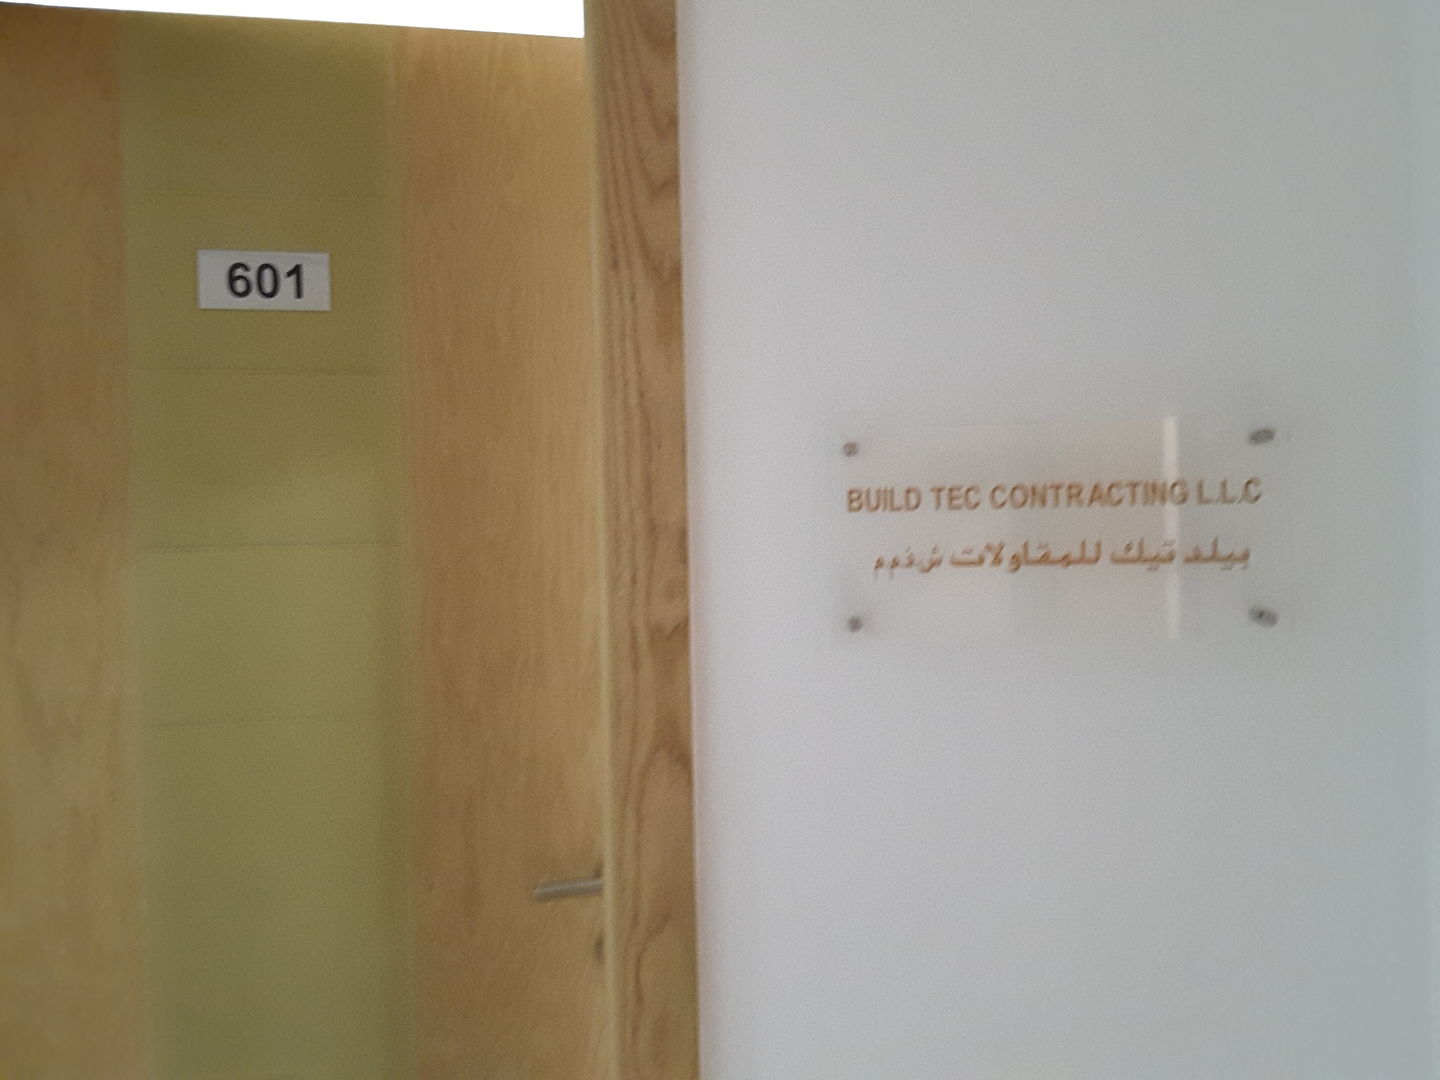 601
BUILD TEC CONTRACTING L.L.C
بيلد تيك للمقاولات ش ذ م م